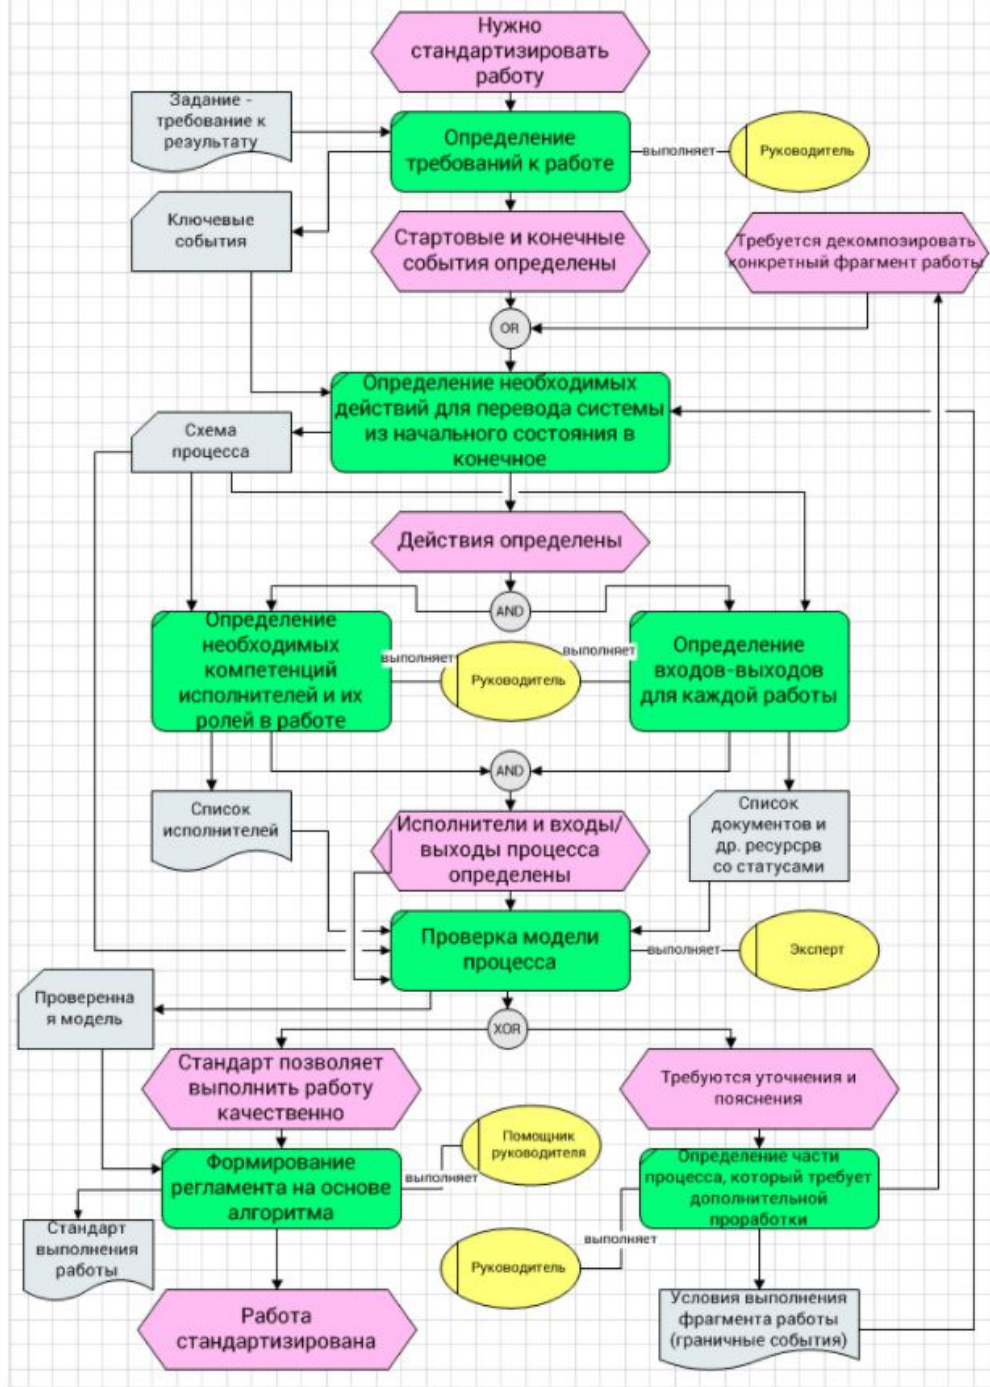 Нужно
стандартизировать
работу
Задание -
требование к
результату
Определение
требований к работе
выполняет
Руководитель
Ключевые
события
Стартовые и конечные
события определены
Требуется декомпозировать
конкретный фрагмент работы
OR
Определение необходимых
действий для перевода системы
из начального состояния в
конечное
Схема
процесса
Действия определены
AND
Определение
необходимых
компетенций
исполнителей и их
ролей в работе
выполняет
Руководитель
выполняет
Определение
входов-выходов
для каждой работы
AND
Список
исполнителей
Исполнители и входы/
выходы процесса
определены
Список
документов и
др. ресурсрв
со статусами
Проверка модели
процесса
выполняет
Эксперт
Проверенна
я модель
XOR
Стандарт позволяет
выполнить работу
качественно
Требуются уточнения и
пояснения
Помощник
руководителя
выполняет
Формирование
регламента на основе
алгоритма
Определение части
процесса, который требует
дополнительной
проработки
Стандарт
выполнения
работы
выполняет
Руководитель
Работа
стандартизирована
Условия выполнения
фрагмента работы
(граничные события)